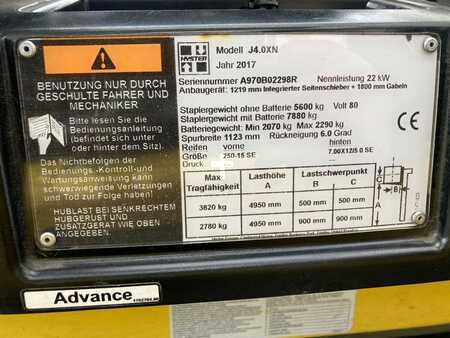 BENUTZUNG NUR DURCH
GESCHULTE FAHRER UND
MECHANIKER
Bitte lesen Sie die
Bedienungsanleitung
(befindet sich unter
oder hinter dem Sitz).
Das Nichtbefolgen der
Bedienungs -Kontroll-und
Wartungsanweisung kann
schwerwiegende Verletzungen
und Tod zur Folge haben!
HUBLAST BEI SENKRECHTEM
HUBGERÜST UND
ZUSATZGERÄT WIE OBEN
ANGEGEBEN.
HYSTER
Modell J4.0XN
Jahr 2017
Seriennummer A970B02298R Nennleistung 22 kW
Anbaugerät: 1219 mm Integrierter Seitenschieber + 1800 mm Gabeln
Staplergewicht ohne Batterie 5600 kg Volt 80
Staplergewicht mit Batterie 7880 kg
Batteriegewicht Min 2070 kg Max 2290 kg
Spurbreite 1123 mm Rückneigung 6.0 Grad
Reifen vorne hinten
Größe 250-15 SE 7.00X12/5.0 SE
CE
Max Tragfähigkeit Lasthöhe A Lastschwerpunkt B C
3820 kg 4950 mm 500 mm 500 mm
2780 kg 4950 mm 900 mm 900 mm
C
A
B
Advance